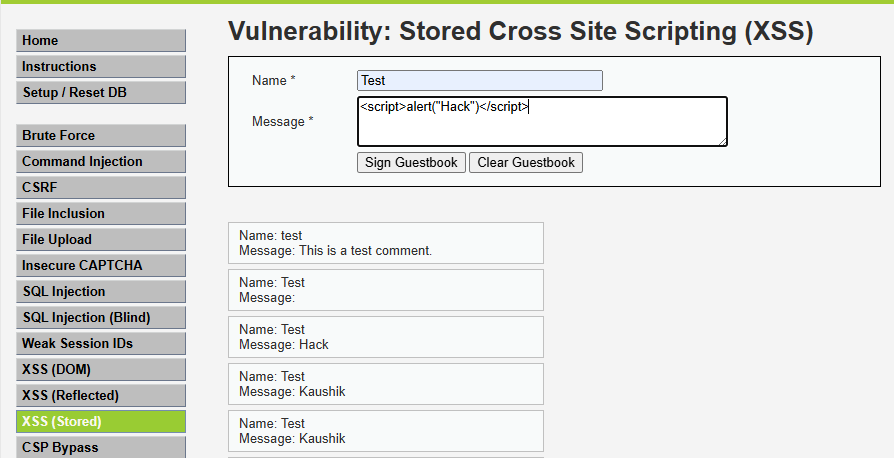 Home
Instructions
Setup / Reset DB
Brute Force
Command Injection
CSRF
File Inclusion
File Upload
Insecure CAPTCHA
SQL Injection
SQL Injection (Blind)
Weak Session IDs
XSS (DOM)
XSS (Reflected)
XSS (Stored)
CSP Bypass
Vulnerability: Stored Cross Site Scripting (XSS)
Name * Test
Message * <script>alert("Hack")</script>
Sign Guestbook Clear Guestbook
Name: test
Message: This is a test comment.
Name: Test
Message:
Name: Test
Message: Hack
Name: Test
Message: Kaushik
Name: Test
Message: Kaushik